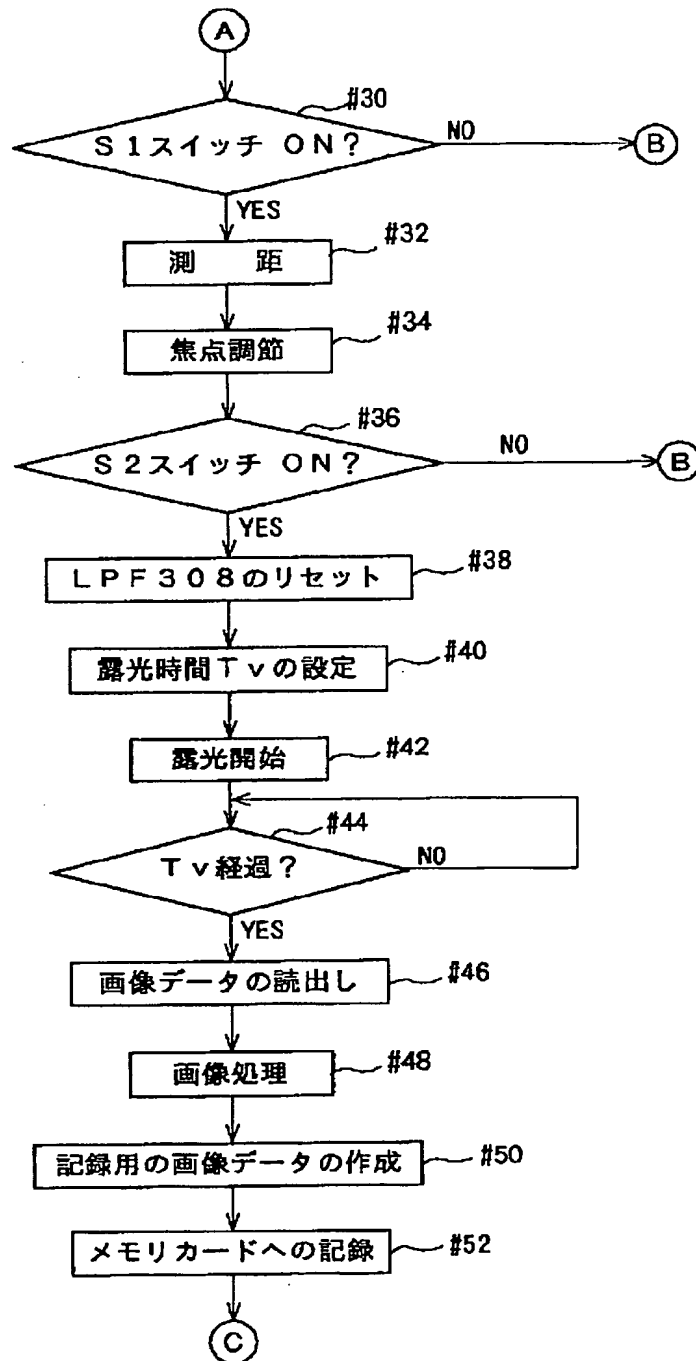 A
#30
S1スイッチ ON?
NO
B
YES
#32
測 距
#34
焦点調節
#36
S2スイッチ ON?
NO
B
YES
#38
LPF308のリセット
#40
露光時間Tvの設定
#42
露光開始
#44
Tv経過?
NO
YES
#46
画像データの読出し
#48
画像処理
#50
記録用の画像データの作成
#52
メモリカードへの記録
C